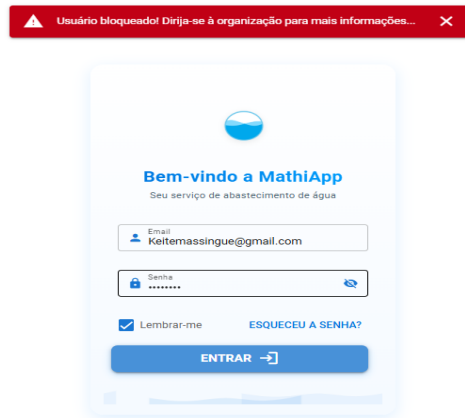 Usuário bloqueado! Dirija-se à organização para mais informações...
Bem-vindo a MathiApp
Seu serviço de abastecimento de água
Email
Keitemassingue@gmail.com
Senha
••••••••
Lembrar-me
ESQUECEU A SENHA?
ENTRAR